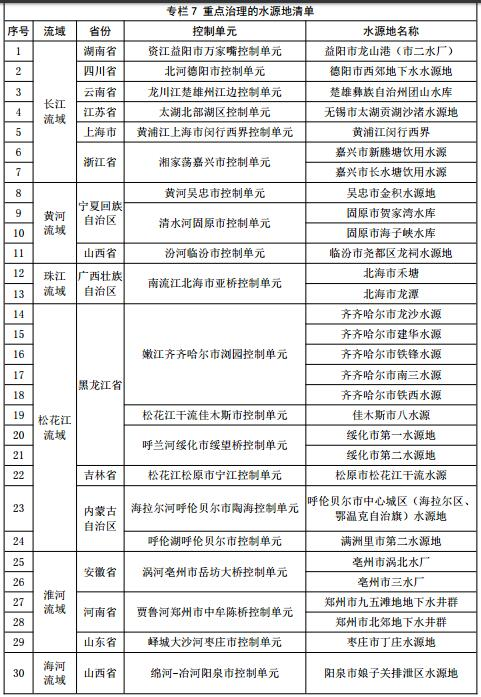 专栏 7 重点治理的水源地清单
序号 流域 省份 控制单元 水源地名称
1 长江流域 湖南省 资江益阳市万家嘴控制单元 益阳市龙山港（市二水厂）
2 四川省 北河德阳市控制单元 德阳市西郊地下水水源地
3 云南省 龙川江楚雄州江边控制单元 楚雄彝族自治州团山水库
4 江苏省 太湖北部湖区控制单元 无锡市太湖贡湖沙渚水源地
5 上海市 黄浦江上海市闵行西界控制单元 黄浦江闵行西界
6 浙江省 湘家荡嘉兴市控制单元 嘉兴市新塍塘饮用水源
7 嘉兴市长水塘饮用水源
8 黄河流域 宁夏回族自治区 黄河吴忠市控制单元 吴忠市金积水源地
9 清水河固原市控制单元 固原市贺家湾水库
10 固原市海子峡水库
11 山西省 汾河临汾市控制单元 临汾市尧都区龙祠水源地
12 珠江流域 广西壮族自治区 南流江北海市亚桥控制单元 北海市禾塘
13 北海市龙潭
14 松花江流域 黑龙江省 嫩江齐齐哈尔市浏园控制单元 齐齐哈尔市龙沙水源
15 齐齐哈尔市建华水源
16 齐齐哈尔市铁锋水源
17 齐齐哈尔市南三水源
18 齐齐哈尔市铁西水源
19 松花江干流佳木斯市控制单元 佳木斯市八水源
20 呼兰河绥化市绥望桥控制单元 绥化市第一水源地
21 绥化市第二水源地
22 吉林省 松花江松原市宁江控制单元 松原市松花江干流水源
23 内蒙古自治区 海拉尔河呼伦贝尔市陶海控制单元 呼伦贝尔市中心城区（海拉尔区、鄂温克自治旗）水源地
24 呼伦湖呼伦贝尔市控制单元 满洲里市第二水源地
25 淮河流域 安徽省 涡河亳州市岳坊大桥控制单元 亳州市涡北水厂
26 亳州市三水厂
27 河南省 贾鲁河郑州市中牟陈桥控制单元 郑州市九五滩地地下水井群
28 郑州市北郊地下水井群
29 山东省 峄城大沙河枣庄市控制单元 枣庄市丁庄水源地
30 海河流域 山西省 绵河-冶河阳泉市控制单元 阳泉市娘子关排泄区水源地